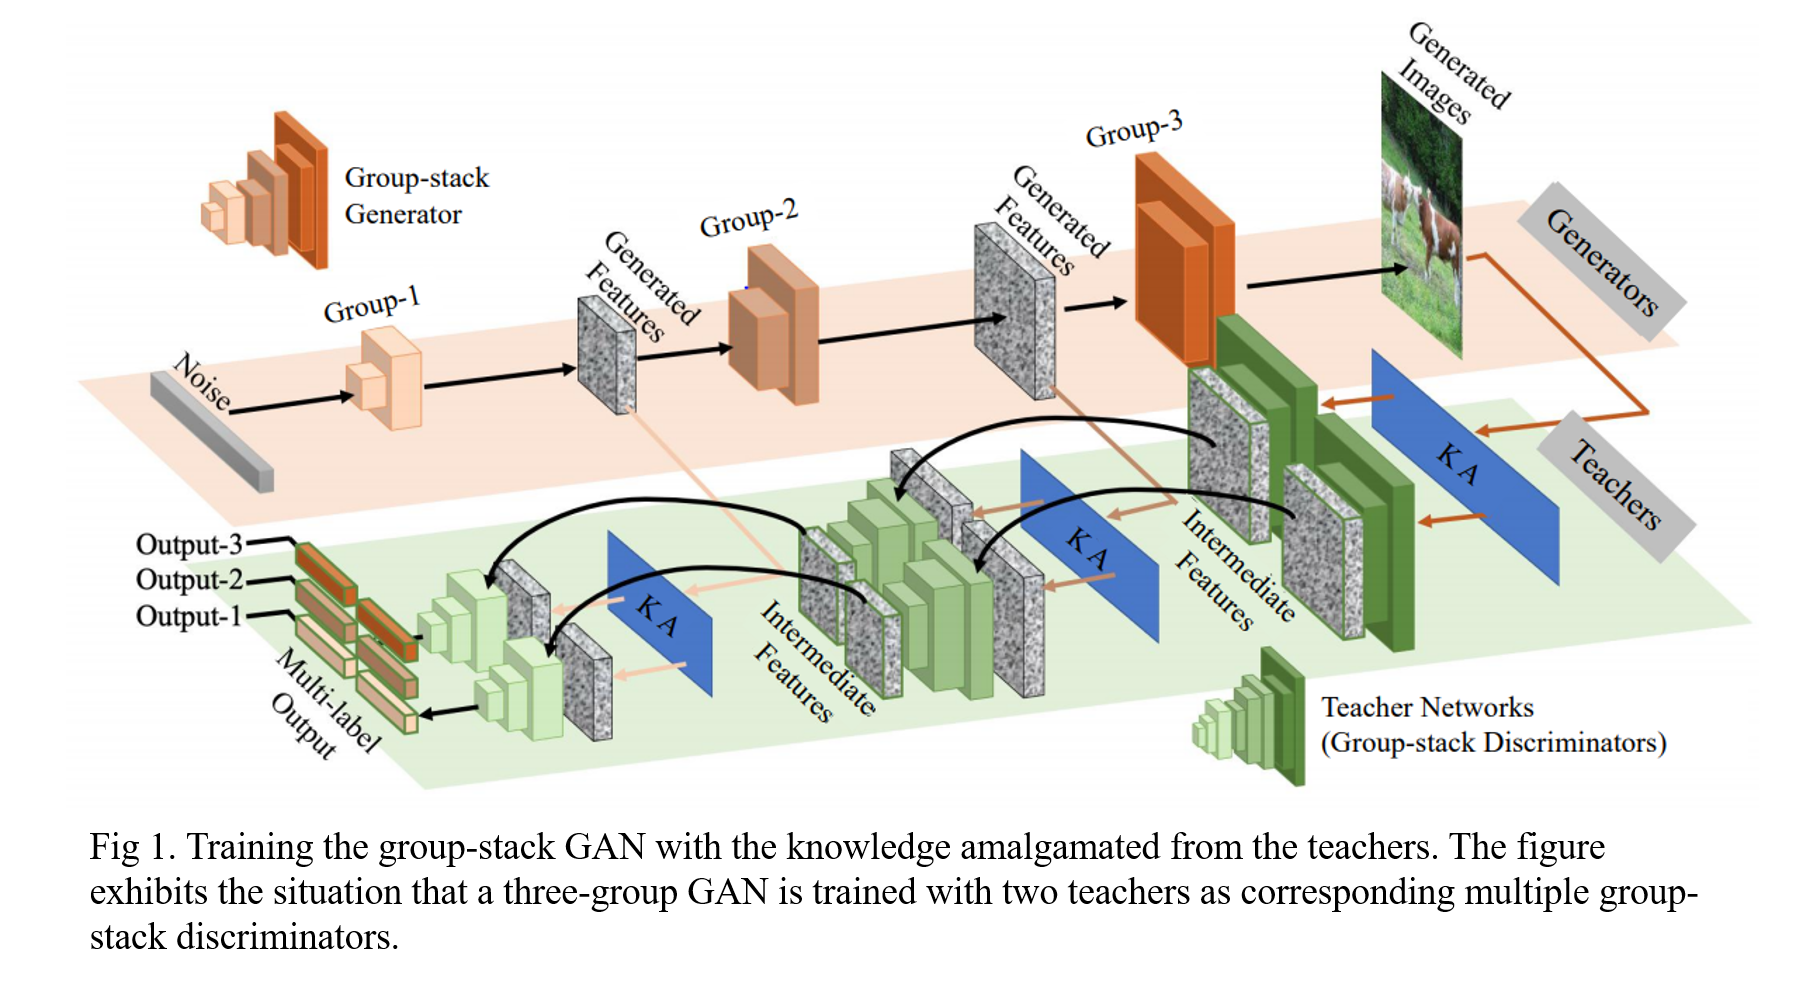 Generated
Images
Group-3
Group-stack
Generator
Generated
Features
Group-2
Generated
Features
Generators
Group-1
Noise
K A
Teachers
K A
Intermediate
Features
Output-3
Output-2
Output-1
K A
Intermediate
Features
Multi-label
Output
Teacher Networks
(Group-stack Discriminators)
Fig 1. Training the group-stack GAN with the knowledge amalgamated from the teachers. The figure
exhibits the situation that a three-group GAN is trained with two teachers as corresponding multiple group-
stack discriminators.